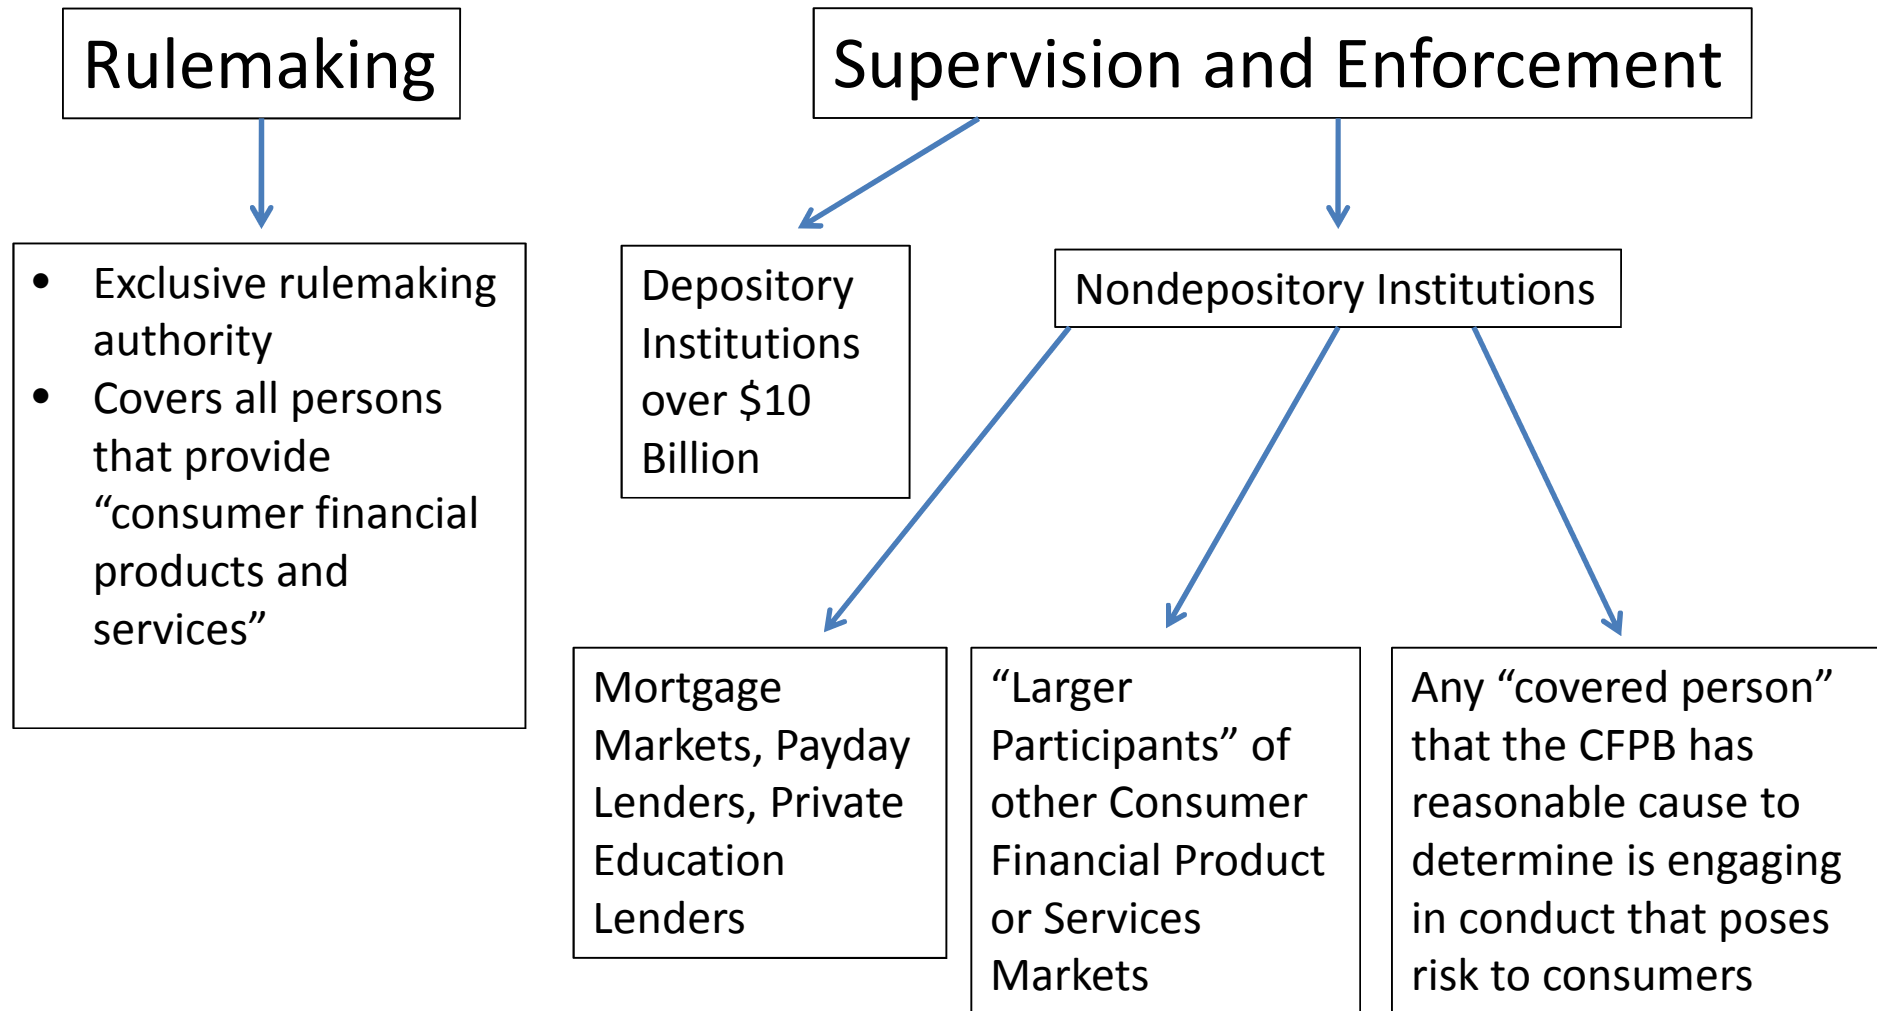 Rulemaking
Supervision and Enforcement
• Exclusive rulemaking
authority
• Covers all persons
that provide
“consumer financial
products and
services”
Depository
Institutions
over $10
Billion
Nondepository Institutions
Mortgage
Markets, Payday
Lenders, Private
Education
Lenders
“Larger
Participants” of
other Consumer
Financial Product
or Services
Markets
Any “covered person”
that the CFPB has
reasonable cause to
determine is engaging
in conduct that poses
risk to consumers